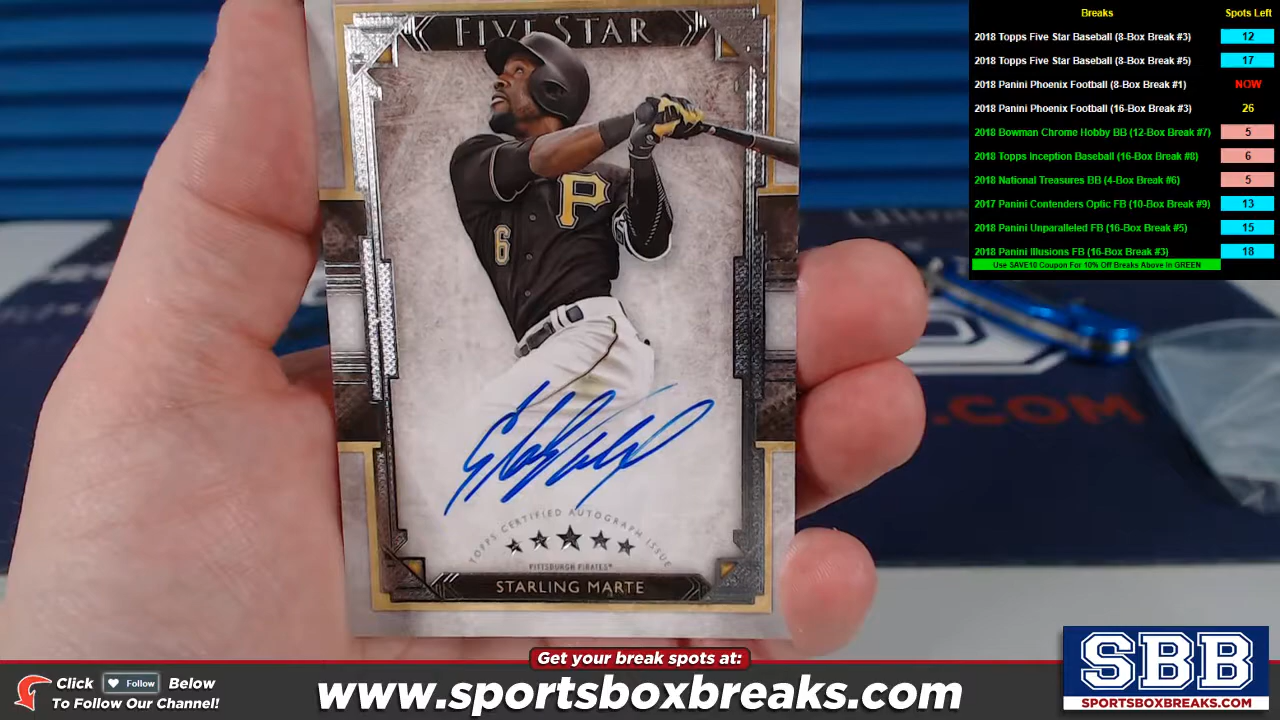 FIVE STAR
P
6
TOPPS CERTIFIED AUTOGRAPH ISSUE
PITTSBURGH PIRATES
STARLING MARTE
.COM
Breaks Spots Left
2018 Topps Five Star Baseball (8-Box Break #3) 12
2018 Topps Five Star Baseball (8-Box Break #5) 17
2018 Panini Phoenix Football (8-Box Break #1) NOW
2018 Panini Phoenix Football (16-Box Break #3) 26
2018 Bowman Chrome Hobby BB (12-Box Break #7) 5
2018 Topps Inception Baseball (16-Box Break #8) 6
2018 National Treasures BB (4-Box Break #6) 5
2017 Panini Contenders Optic FB (10-Box Break #9) 13
2018 Panini Unparalleled FB (16-Box Break #5) 15
2018 Panini Illusions FB (16-Box Break #3) 18
Use SAVE10 Coupon For 10% Off Breaks Above In GREEN
Get your break spots at:
Click Follow Below
To Follow Our Channel!
www.sportsboxbreaks.com
SBB
SPORTSBOXBREAKS.COM